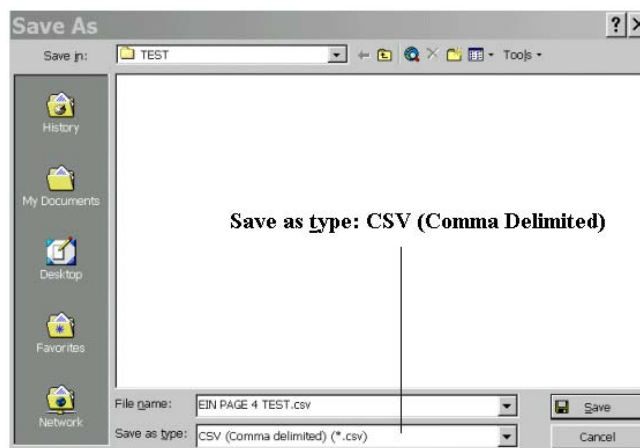 Save As
Save in:
TEST
Tools
History
My Documents
Desktop
Favorites
Network
Save as type: CSV (Comma Delimited)
File name:
EIN PAGE 4 TEST.csv
Save
Save as type:
CSV (Comma delimited) (*.csv)
Cancel